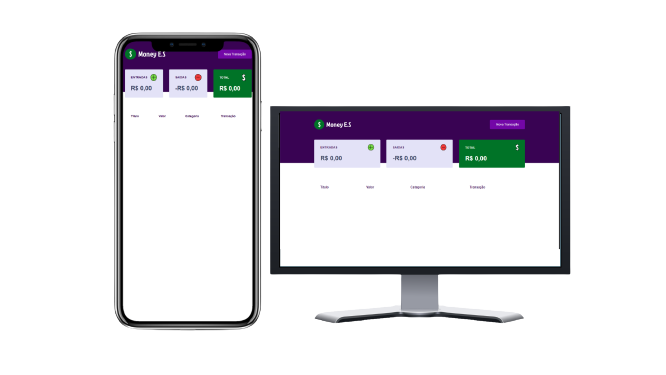 $ Money E.S
Nova Transação
ENTRADAS
R$ 0,00
SAÍDAS
-R$ 0,00
TOTAL
$
R$ 0,00
Título Valor Categoria Transação
$ Money E.S
Nova Transação
ENTRADAS
R$ 0,00
SAÍDAS
-R$ 0,00
TOTAL
$
R$ 0,00
Título Valor Categoria Transação